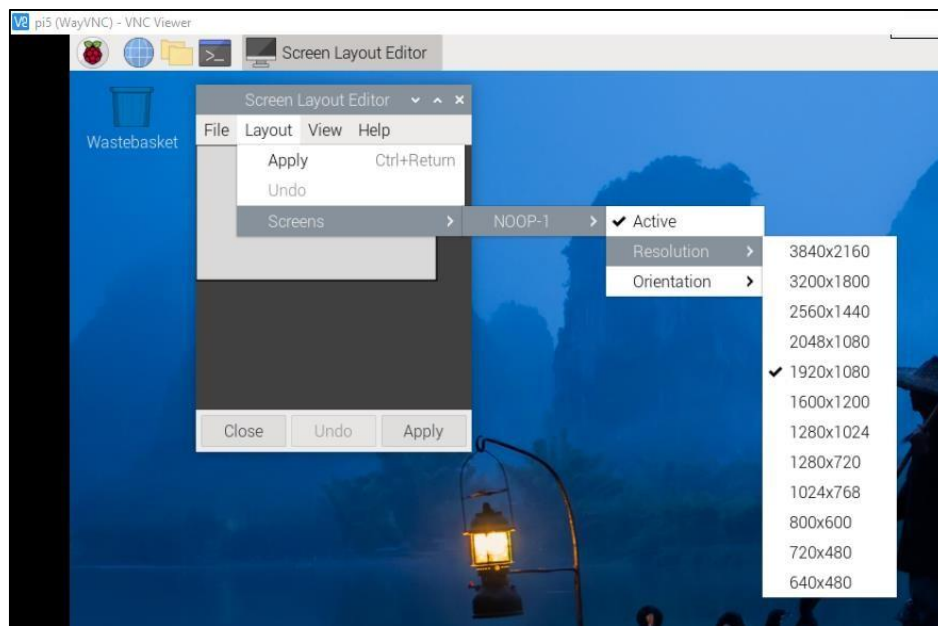 V2 pi5 (WayVNC) - VNC Viewer
>_ Screen Layout Editor
Wastebasket
Screen Layout Editor
File Layout View Help
Apply Ctrl+Return
Undo
Screens
NOOP-1
Active
Resolution
Orientation
3840x2160
3200x1800
2560x1440
2048x1080
1920x1080
1600x1200
1280x1024
1280x720
1024x768
800x600
720x480
640x480
Close Undo Apply